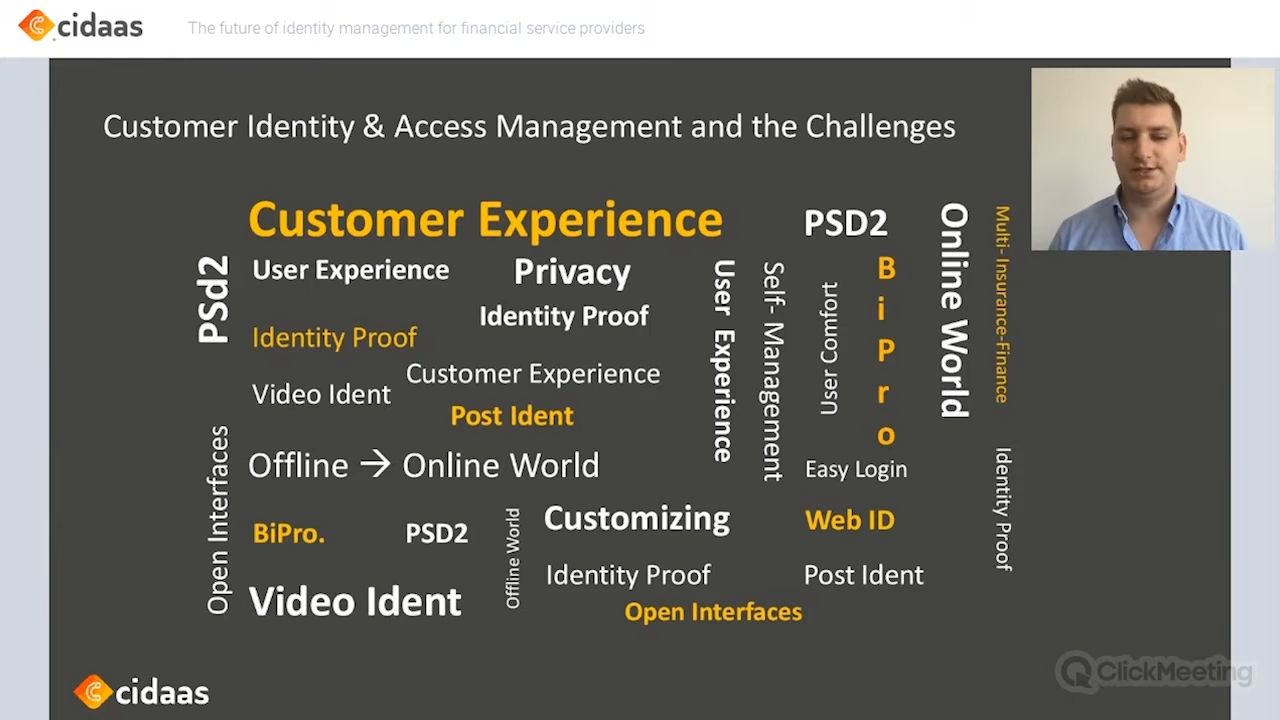 cidaas
The future of identity management for financial service providers
Customer Identity & Access Management and the Challenges
Customer Experience
PSD2
Online World
Multi- Insurance-Finance
PSd2
User Experience
Privacy
User Experience
Self- Management
User Comfort
BiPro
Identity Proof
Identity Proof
Video Ident
Customer Experience
Post Ident
Open Interfaces
Offline → Online World
Easy Login
Identity Proof
BiPro.
PSD2
Offline World
Customizing
Web ID
Identity Proof
Post Ident
Video Ident
Open Interfaces
cidaas
ClickMeeting